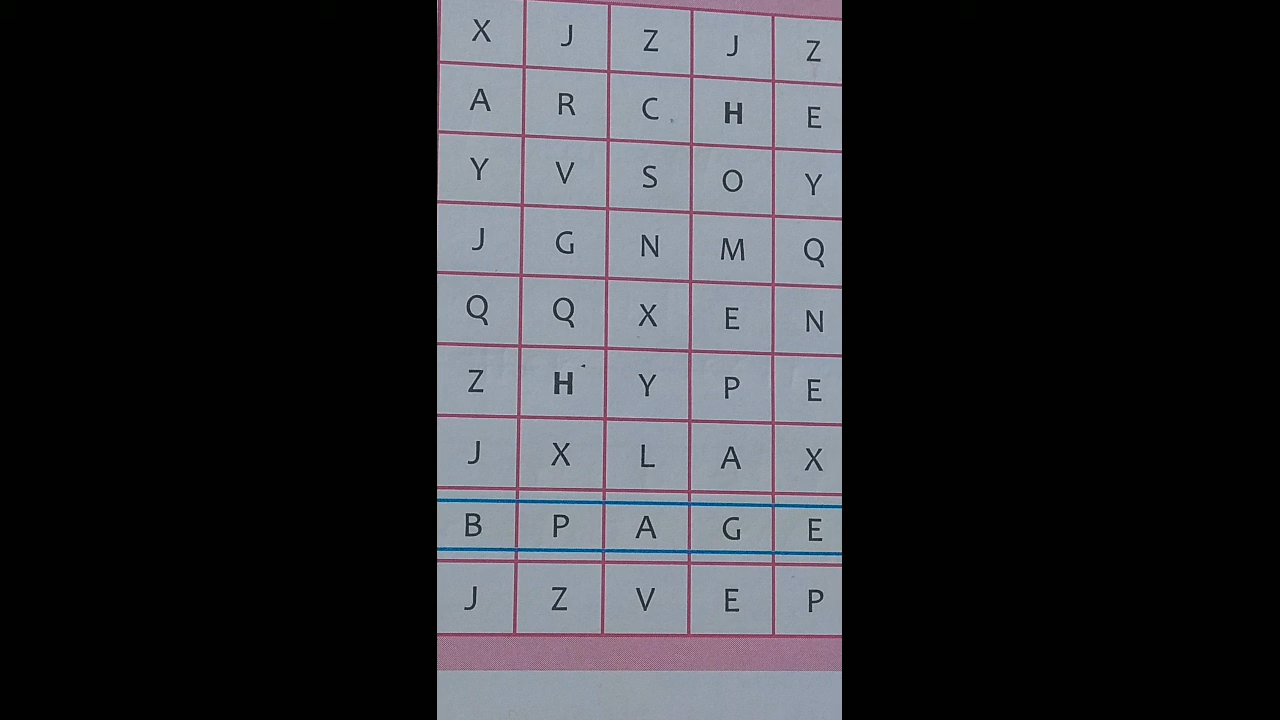 X J Z J Z
A R C H E
Y V S O Y
J G N M Q
Q Q X E N
Z H Y P E
J X L A X
B P A G E
J Z V E P